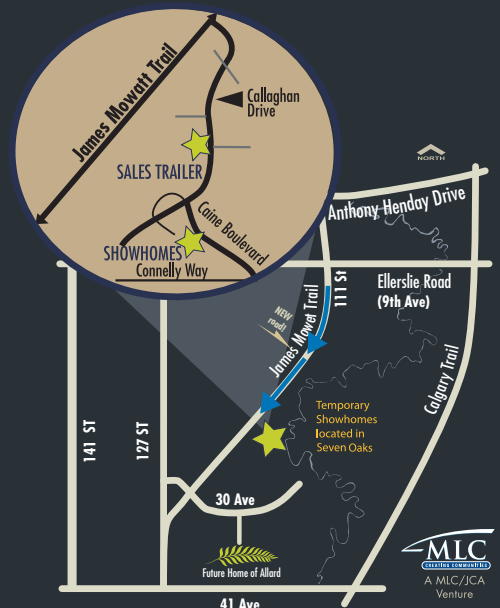 James Mowatt Trail
Callaghan
Drive
SALES TRAILER
Caine Boulevard
SHOWHOMES
Connelly Way
NORTH
Anthony Henday Drive
111 St
Ellerslie Road
(9th Ave)
NEW
road!
James Mowet Trail
Calgary Trail
Temporary
Showhomes
located in
Seven Oaks
141 ST
127 ST
30 Ave
Future Home of Allard
MLC
CREATING COMMUNITIES
A MLC/JCA
Venture
41 Ave